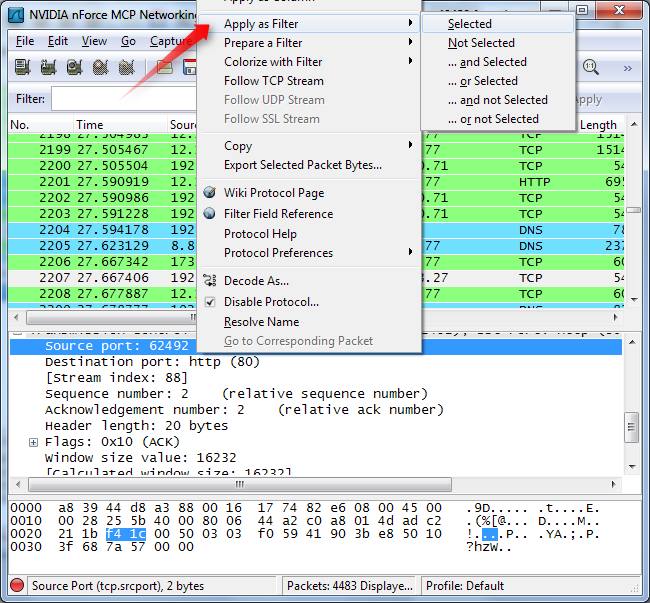 NVIDIA nForce MCP Networking
File Edit View Go Capture
Filter: Apply
Apply as Filter
Prepare a Filter
Colorize with Filter
Follow TCP Stream
Follow UDP Stream
Follow SSL Stream
Copy
Export Selected Packet Bytes...
Wiki Protocol Page
Filter Field Reference
Protocol Help
Protocol Preferences
Decode As...
Disable Protocol...
Resolve Name
Go to Corresponding Packet
Selected
Not Selected
... and Selected
... or Selected
... and not Selected
... or not Selected
No. Time Sour Length
2199 27.505467 12. 77 TCP 1514
2200 27.505504 192 0.71 TCP 54
2201 27.590919 12. 77 HTTP 695
2202 27.590986 192 0.71 TCP 54
2203 27.591228 192 0.71 TCP 54
2204 27.594178 192 DNS 78
2205 27.623129 8.8 77 DNS 237
2206 27.667342 173 77 TCP 60
2207 27.667406 192 3.27 TCP 54
2208 27.677887 12. 77 TCP 60
Source port: 62492
Destination port: http (80)
[Stream index: 88]
Sequence number: 2 (relative sequence number)
Acknowledgement number: 2 (relative ack number)
Header length: 20 bytes
Flags: 0x10 (ACK)
Window size value: 16232
[Calculated window size: 16232]
0000 a8 39 44 d8 a3 88 00 16 17 74 82 e6 08 00 45 00 .9D..... .t....E.
0010 00 28 25 5b 40 00 80 06 44 a2 c0 a8 01 4d ad c2 .(%[@... D....M..
0020 21 1b f4 1c 00 50 03 03 f0 59 41 90 3b e8 50 10 !....P.. .YA.;.P.
0030 3f 68 7a 57 00 00 ?hzW..
Source Port (tcp.srcport), 2 bytes Packets: 4483 Displaye... Profile: Default